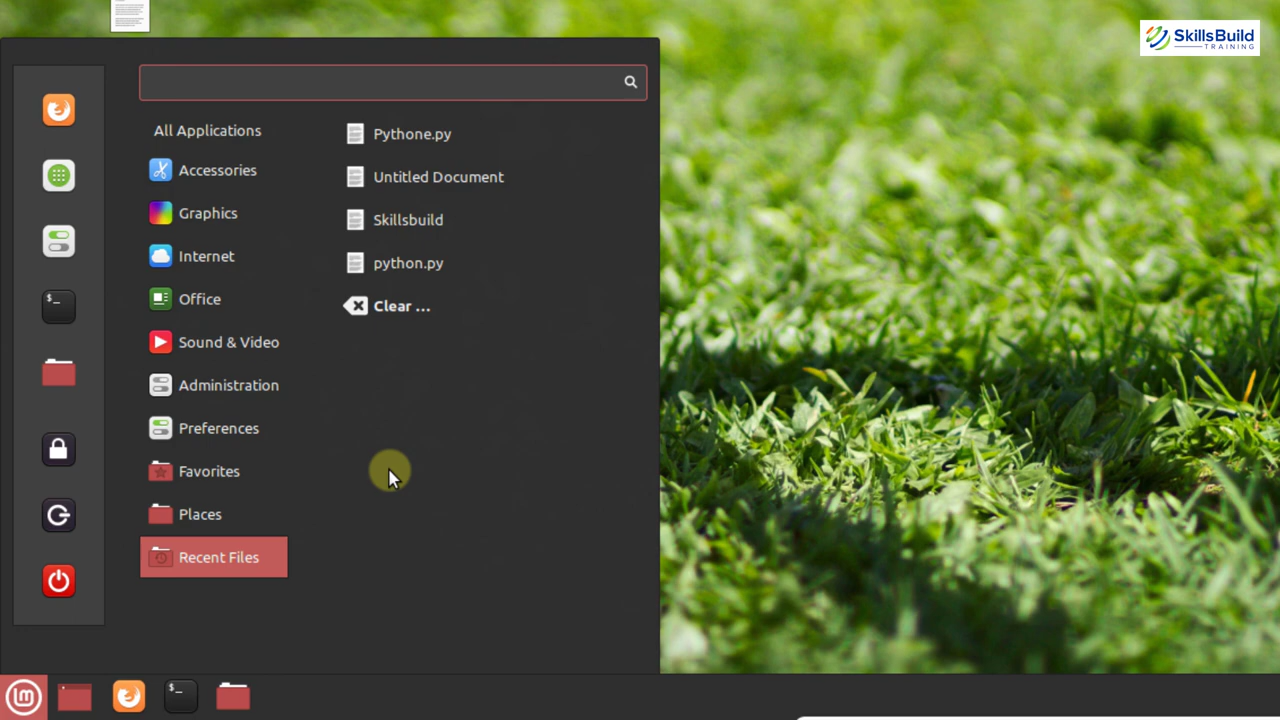 SkillsBuild
TRAINING
All Applications
Accessories
Graphics
Internet
Office
Sound & Video
Administration
Preferences
Favorites
Places
Recent Files
Pythone.py
Untitled Document
Skillsbuild
python.py
Clear ...
$_
$_
lm